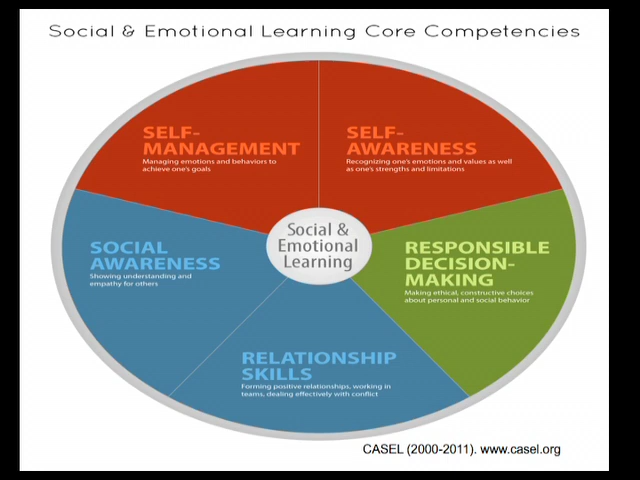 Social & Emotional Learning Core Competencies
SELF-
MANAGEMENT
Managing emotions and behaviors to
achieve one's goals
SELF-
AWARENESS
Recognizing one's emotions and values as well
as one's strengths and limitations
SOCIAL
AWARENESS
Showing understanding and
empathy for others
Social &
Emotional
Learning
RESPONSIBLE
DECISION-
MAKING
Making ethical, constructive choices
about personal and social behavior
RELATIONSHIP
SKILLS
Forming positive relationships, working in
teams, dealing effectively with conflict
CASEL (2000-2011). www.casel.org